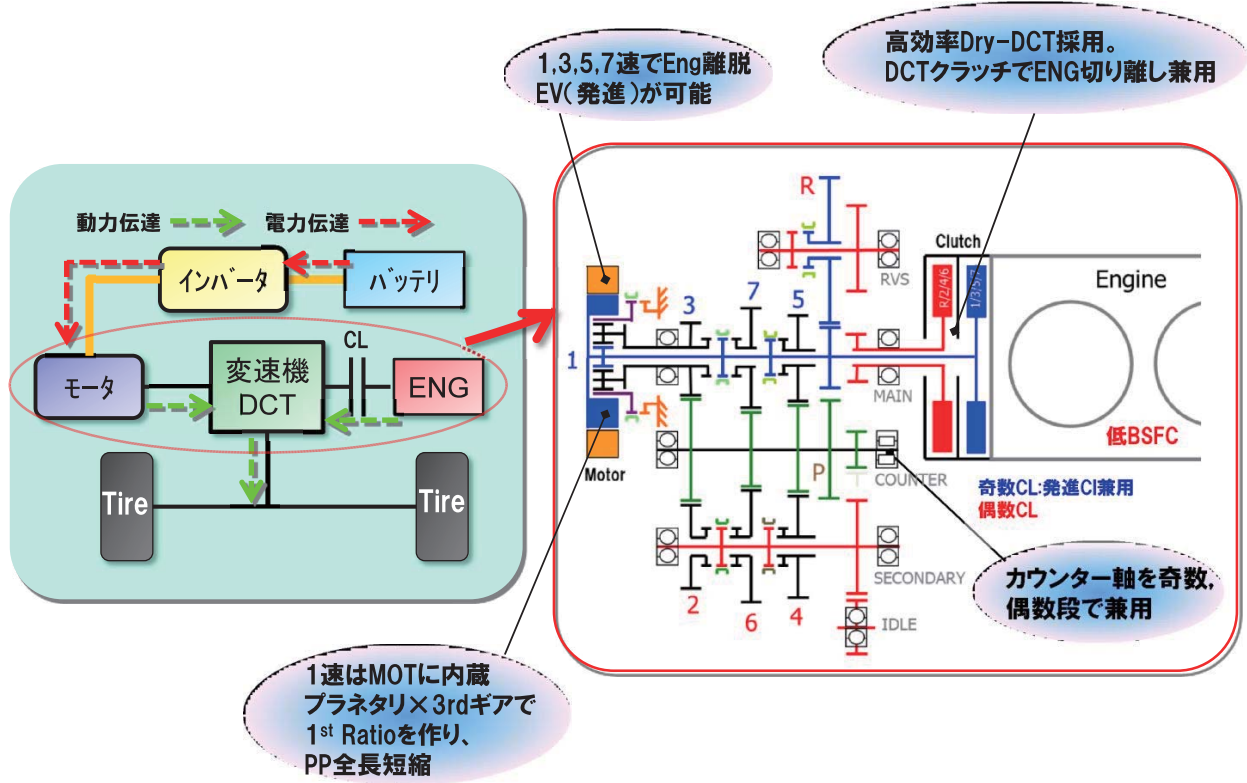 1,3,5,7速でEng離脱
EV(発進)が可能
高効率Dry-DCT採用。
DCTクラッチでENG切り離し兼用
動力伝達
電力伝達
インバータ
バッテリ
モータ
変速機
DCT
CL
ENG
Tire
Tire
R
RVS
Clutch
R/2/4/6
1/3/5/7
Engine
3
7
5
1
MAIN
低BSFC
Motor
P
COUNTER
奇数CL:発進Cl兼用
偶数CL
SECONDARY
2
6
4
IDLE
カウンター軸を奇数,
偶数段で兼用
1速はMOTに内蔵
プラネタリ×3rdギアで
1st Ratioを作り、
PP全長短縮